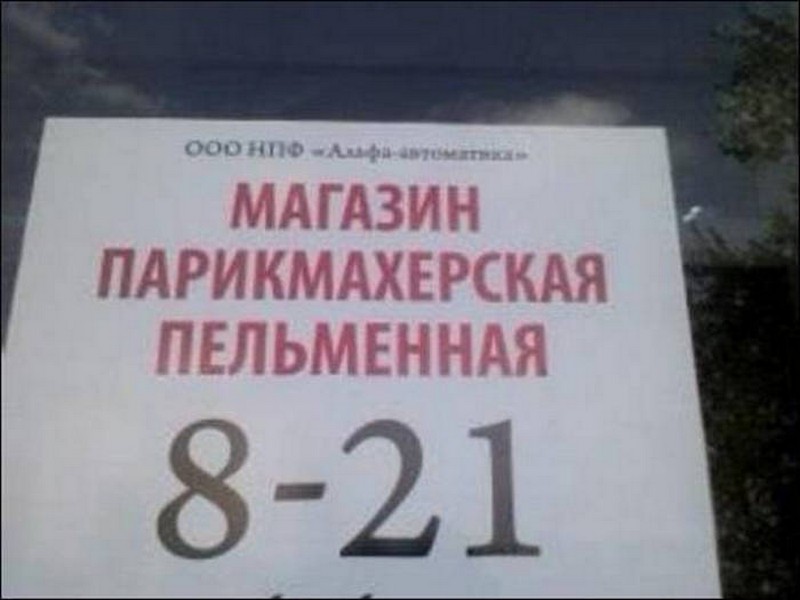 ООО НПФ «Альфа-автоматика»
МАГАЗИН
ПАРИКМАХЕРСКАЯ
ПЕЛЬМЕННАЯ
8-21